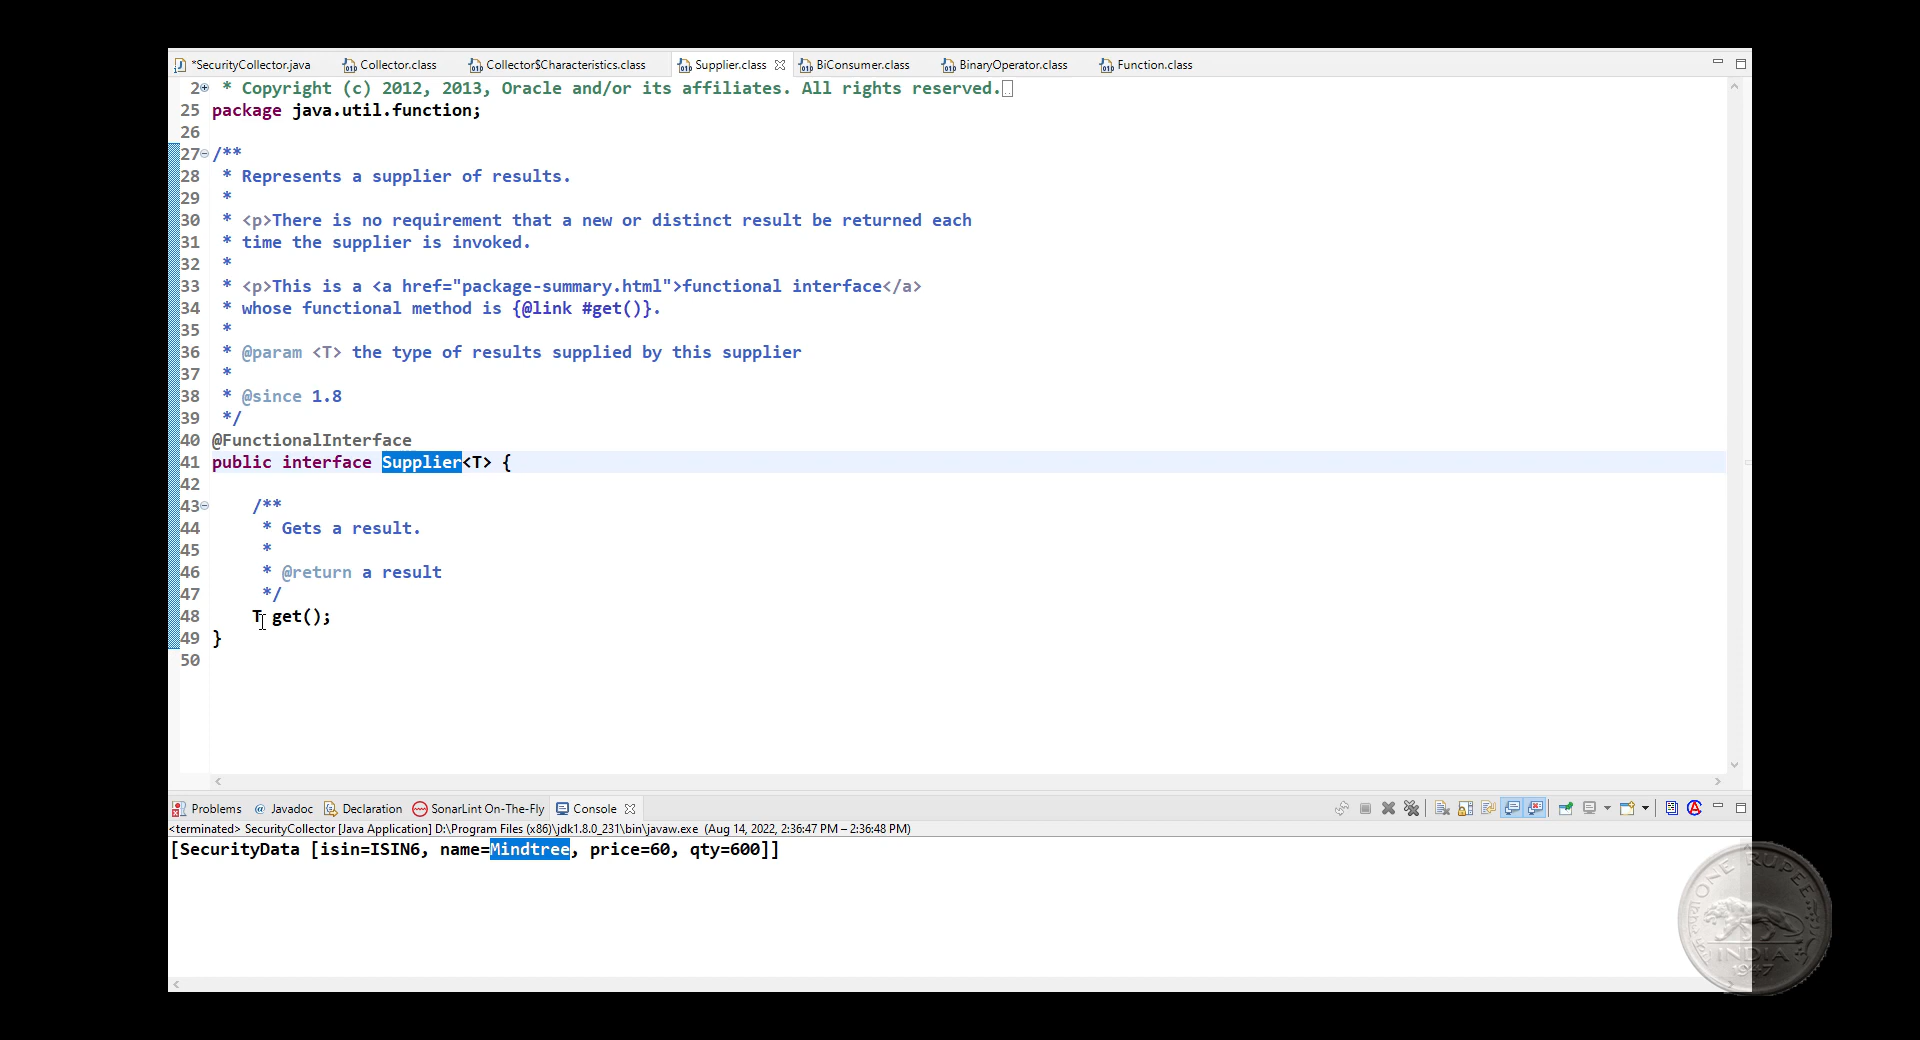 *SecurityCollector.java Collector.class Collector$Characteristics.class Supplier.class BiConsumer.class BinaryOperator.class Function.class
2 * Copyright (c) 2012, 2013, Oracle and/or its affiliates. All rights reserved.
25 package java.util.function;
26
27 /**
28 * Represents a supplier of results.
29 *
30 * <p>There is no requirement that a new or distinct result be returned each
31 * time the supplier is invoked.
32 *
33 * <p>This is a <a href="package-summary.html">functional interface</a>
34 * whose functional method is {@link #get()}.
35 *
36 * @param <T> the type of results supplied by this supplier
37 *
38 * @since 1.8
39 */
40 @FunctionalInterface
41 public interface Supplier<T> {
42
43 /**
44 * Gets a result.
45 *
46 * @return a result
47 */
48 T get();
49 }
50
Problems @ Javadoc Declaration SonarLint On-The-Fly Console
<terminated> SecurityCollector [Java Application] D:\Program Files (x86)\jdk1.8.0_231\bin\javaw.exe (Aug 14, 2022, 2:36:47 PM – 2:36:48 PM)
[SecurityData [isin=ISIN6, name=Mindtree, price=60, qty=600]]
ONE RUPEE
INDIA
1947